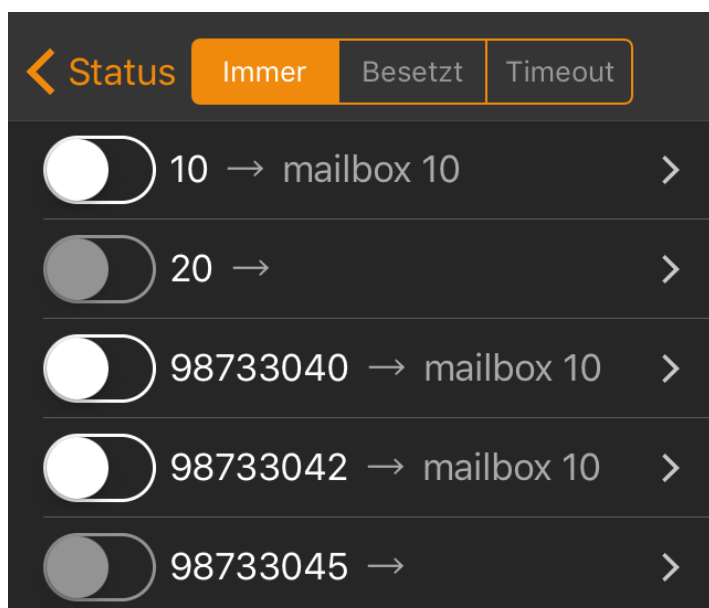 Status Immer Besetzt Timeout
10 → mailbox 10
20 →
98733040 → mailbox 10
98733042 → mailbox 10
98733045 →